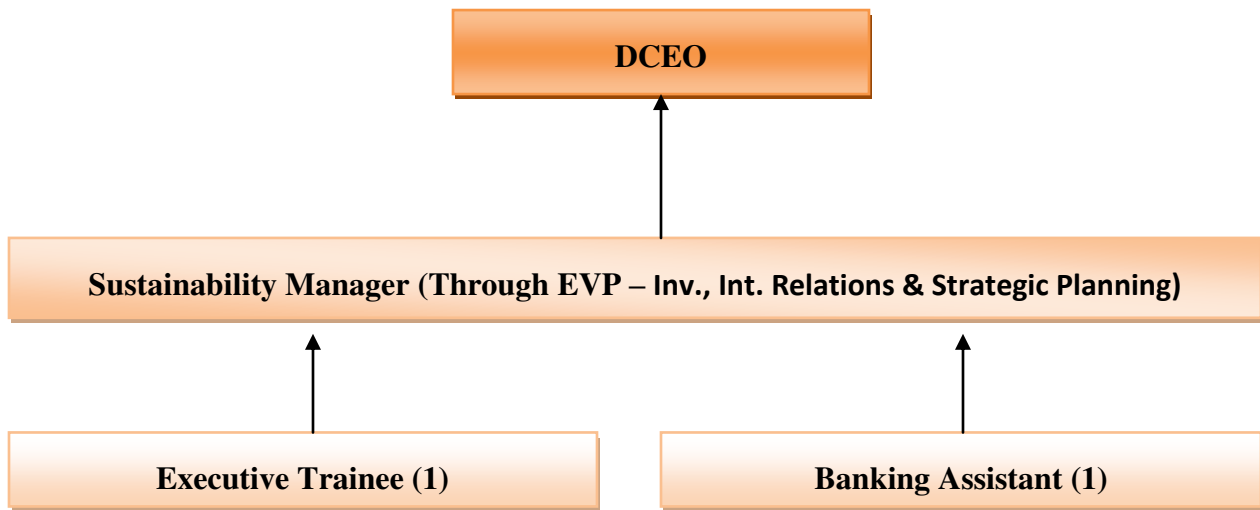 DCEO
Sustainability Manager (Through EVP – Inv., Int. Relations & Strategic Planning)
Executive Trainee (1)
Banking Assistant (1)